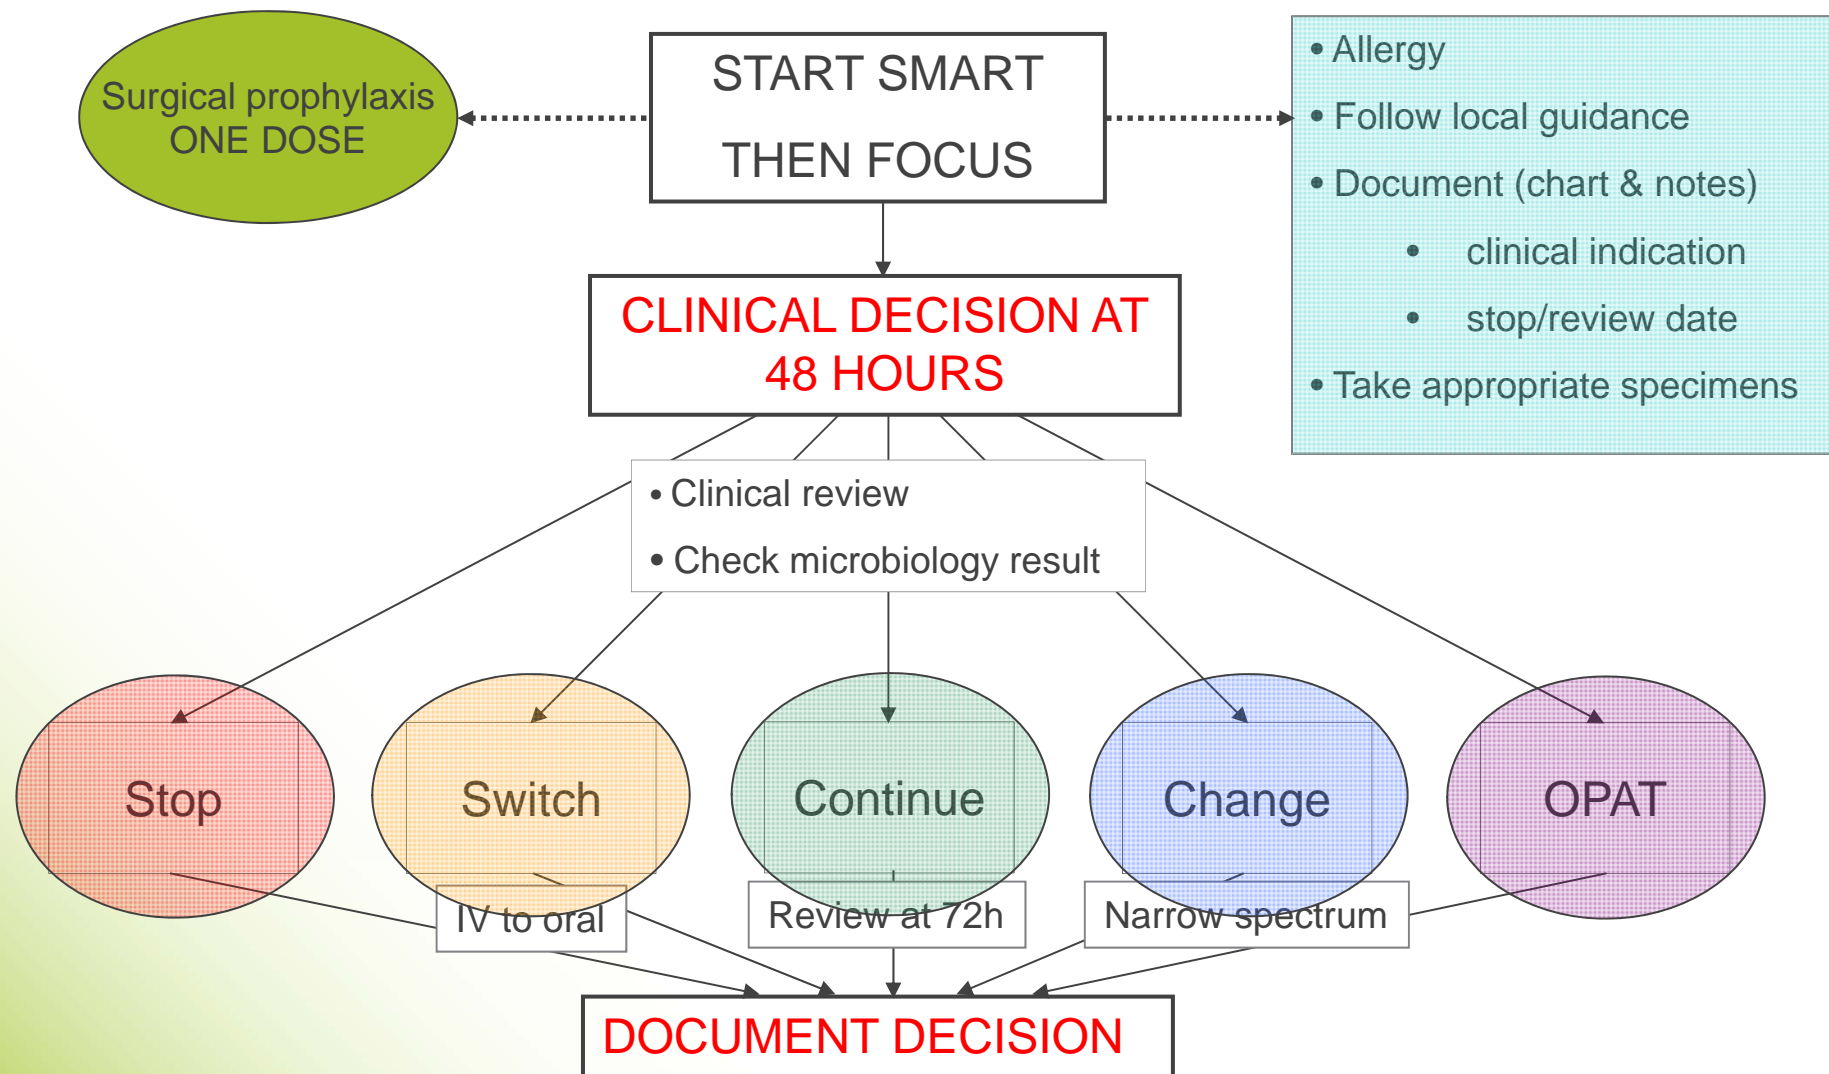 Surgical prophylaxis
ONE DOSE
START SMART
THEN FOCUS
• Allergy
• Follow local guidance
• Document (chart & notes)
• clinical indication
• stop/review date
• Take appropriate specimens
CLINICAL DECISION AT
48 HOURS
• Clinical review
• Check microbiology result
Stop
Switch
Continue
Change
OPAT
IV to oral
Review at 72h
Narrow spectrum
DOCUMENT DECISION